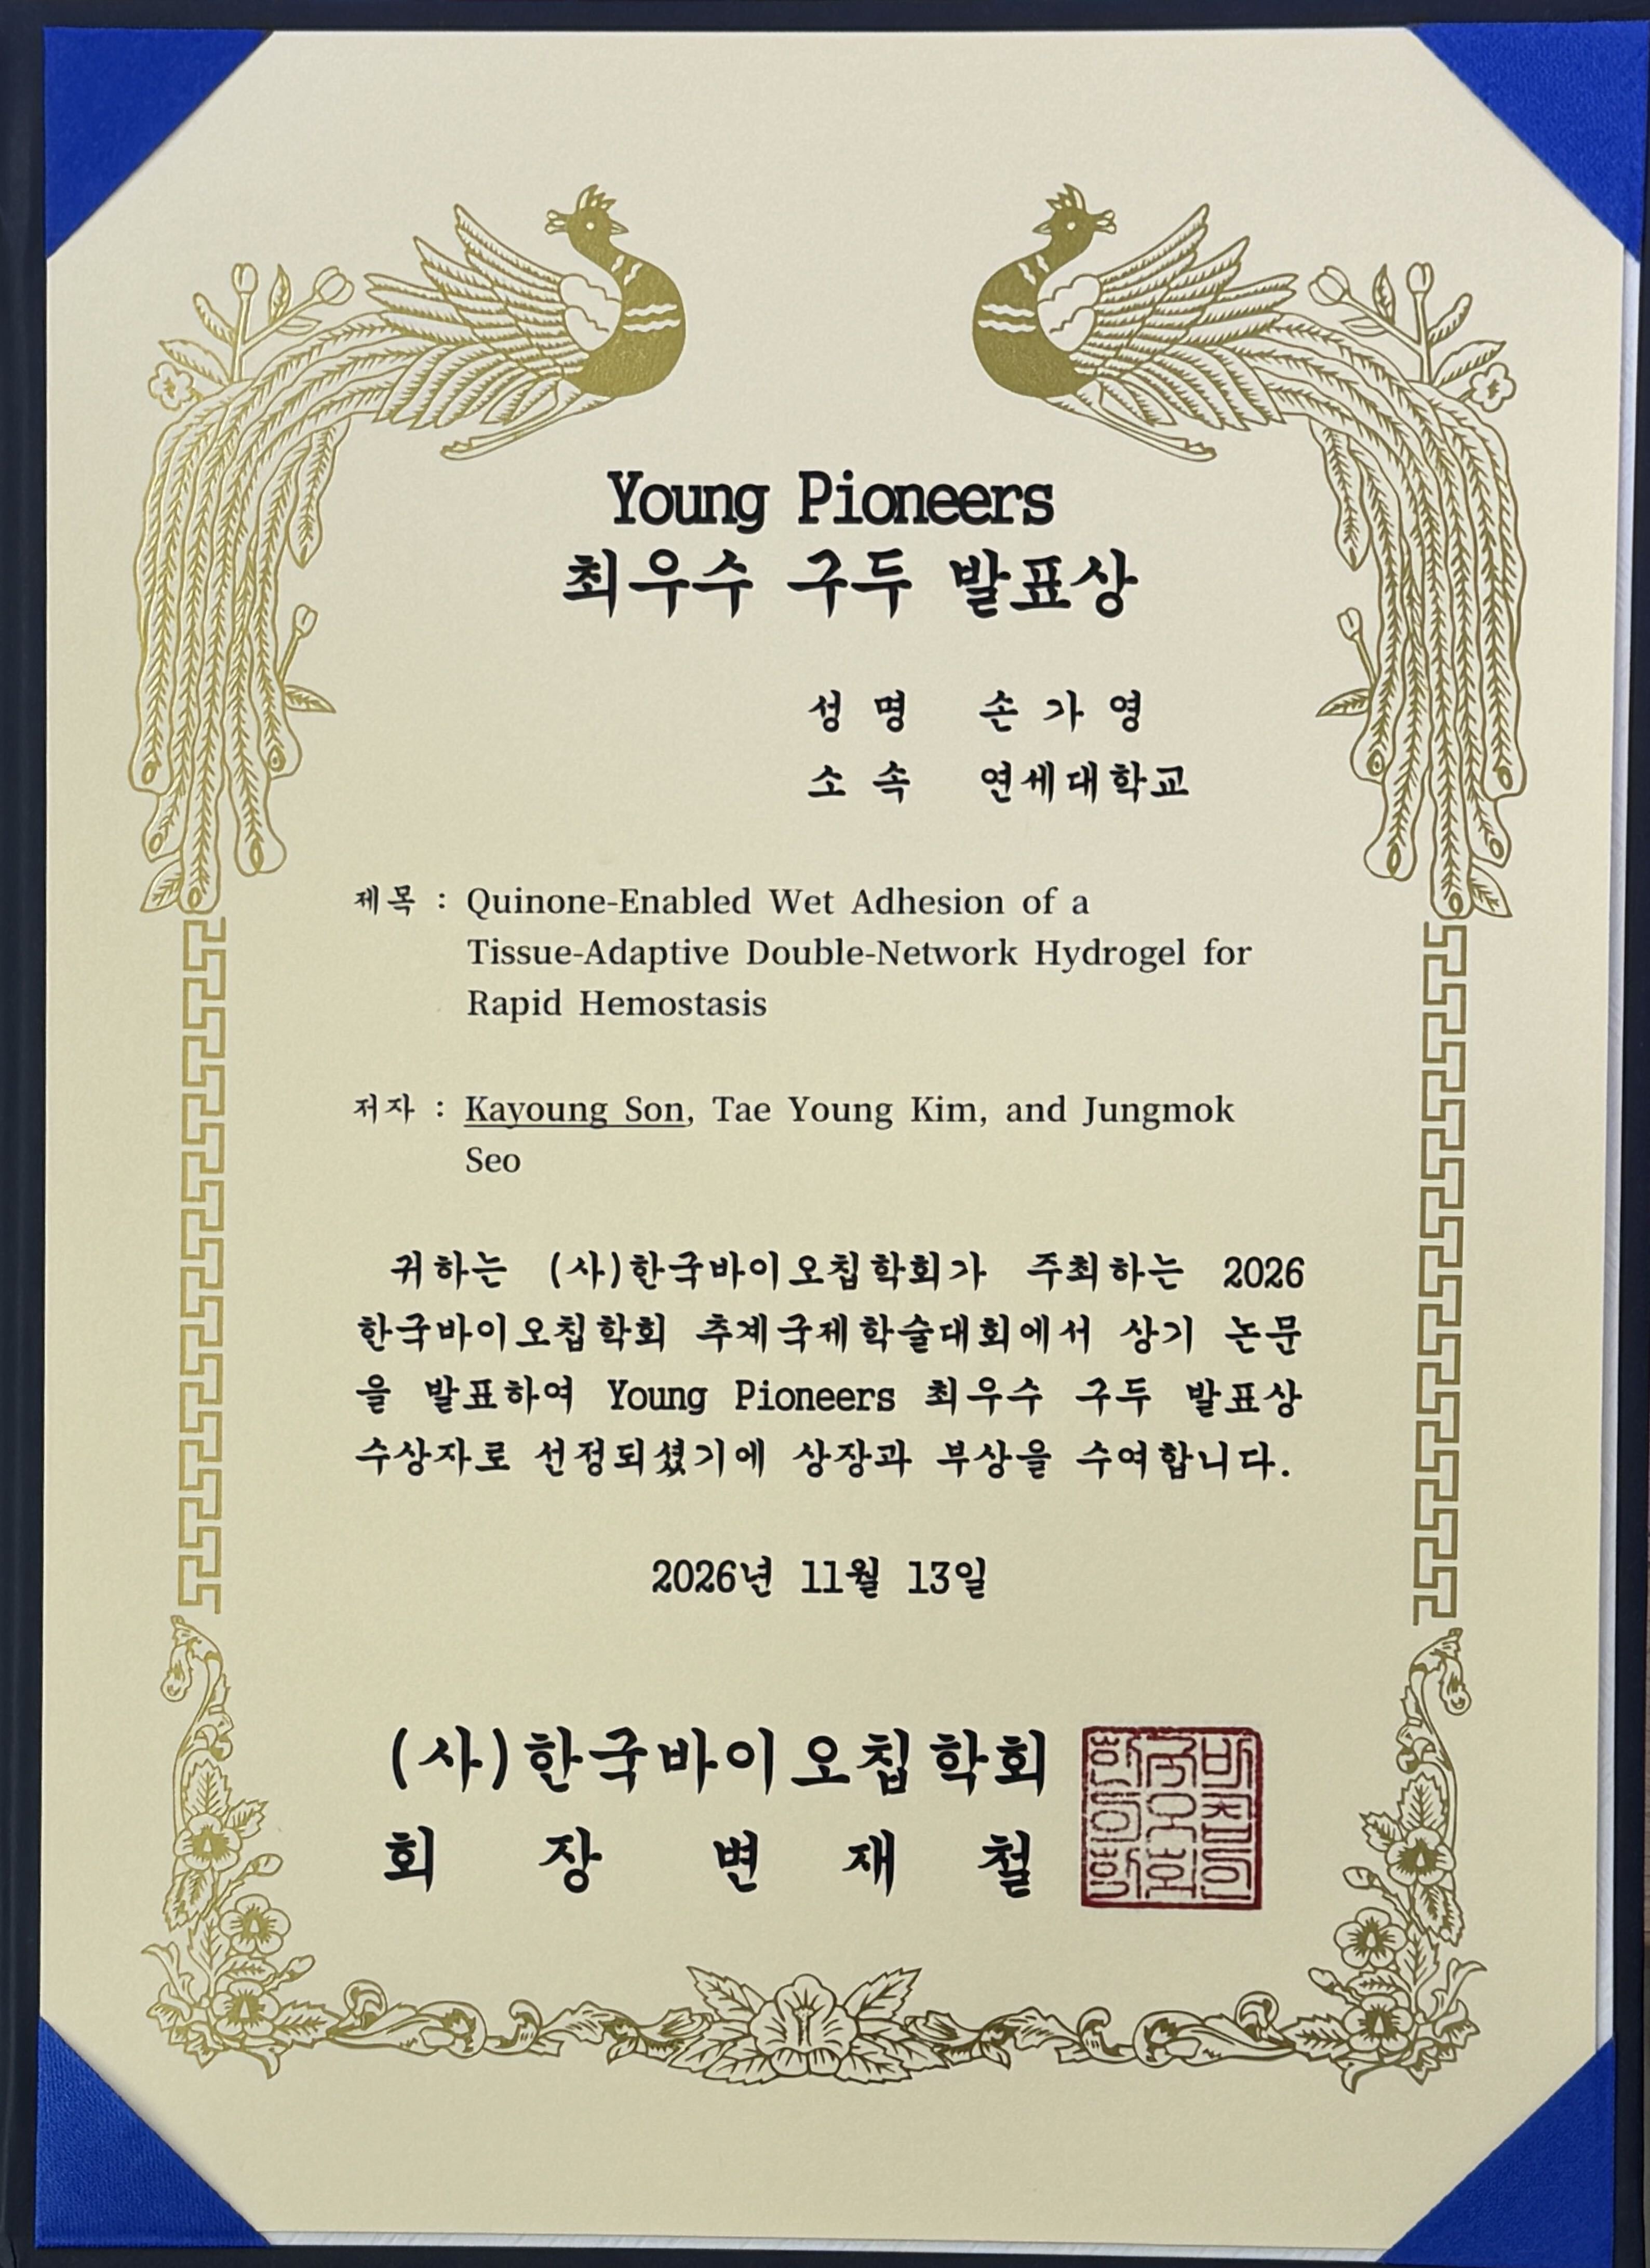 Young Pioneers
최우수 구두 발표상
성 명 손 가 영
소 속 연세대학교
제목 : Quinone-Enabled Wet Adhesion of a
Tissue-Adaptive Double-Network Hydrogel for
Rapid Hemostasis
저자 : Kayoung Son, Tae Young Kim, and Jungmok
Seo
귀하는 (사)한국바이오칩학회가 주최하는 2026
한국바이오칩학회 추계국제학술대회에서 상기 논문
을 발표하여 Young Pioneers 최우수 구두 발표상
수상자로 선정되셨기에 상장과 부상을 수여합니다.
2026년 11월 13일
(사)한국바이오칩학회
회 장 변 재 철